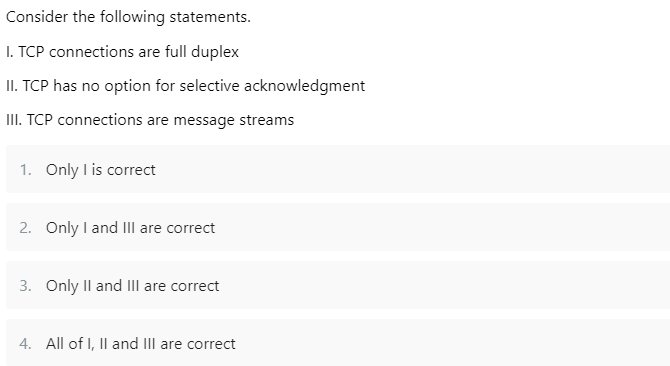 Consider the following statements.
I. TCP connections are full duplex
II. TCP has no option for selective acknowledgment
III. TCP connections are message streams
1. Only I is correct
2. Only I and III are correct
3. Only II and III are correct
4. All of I, II and III are correct